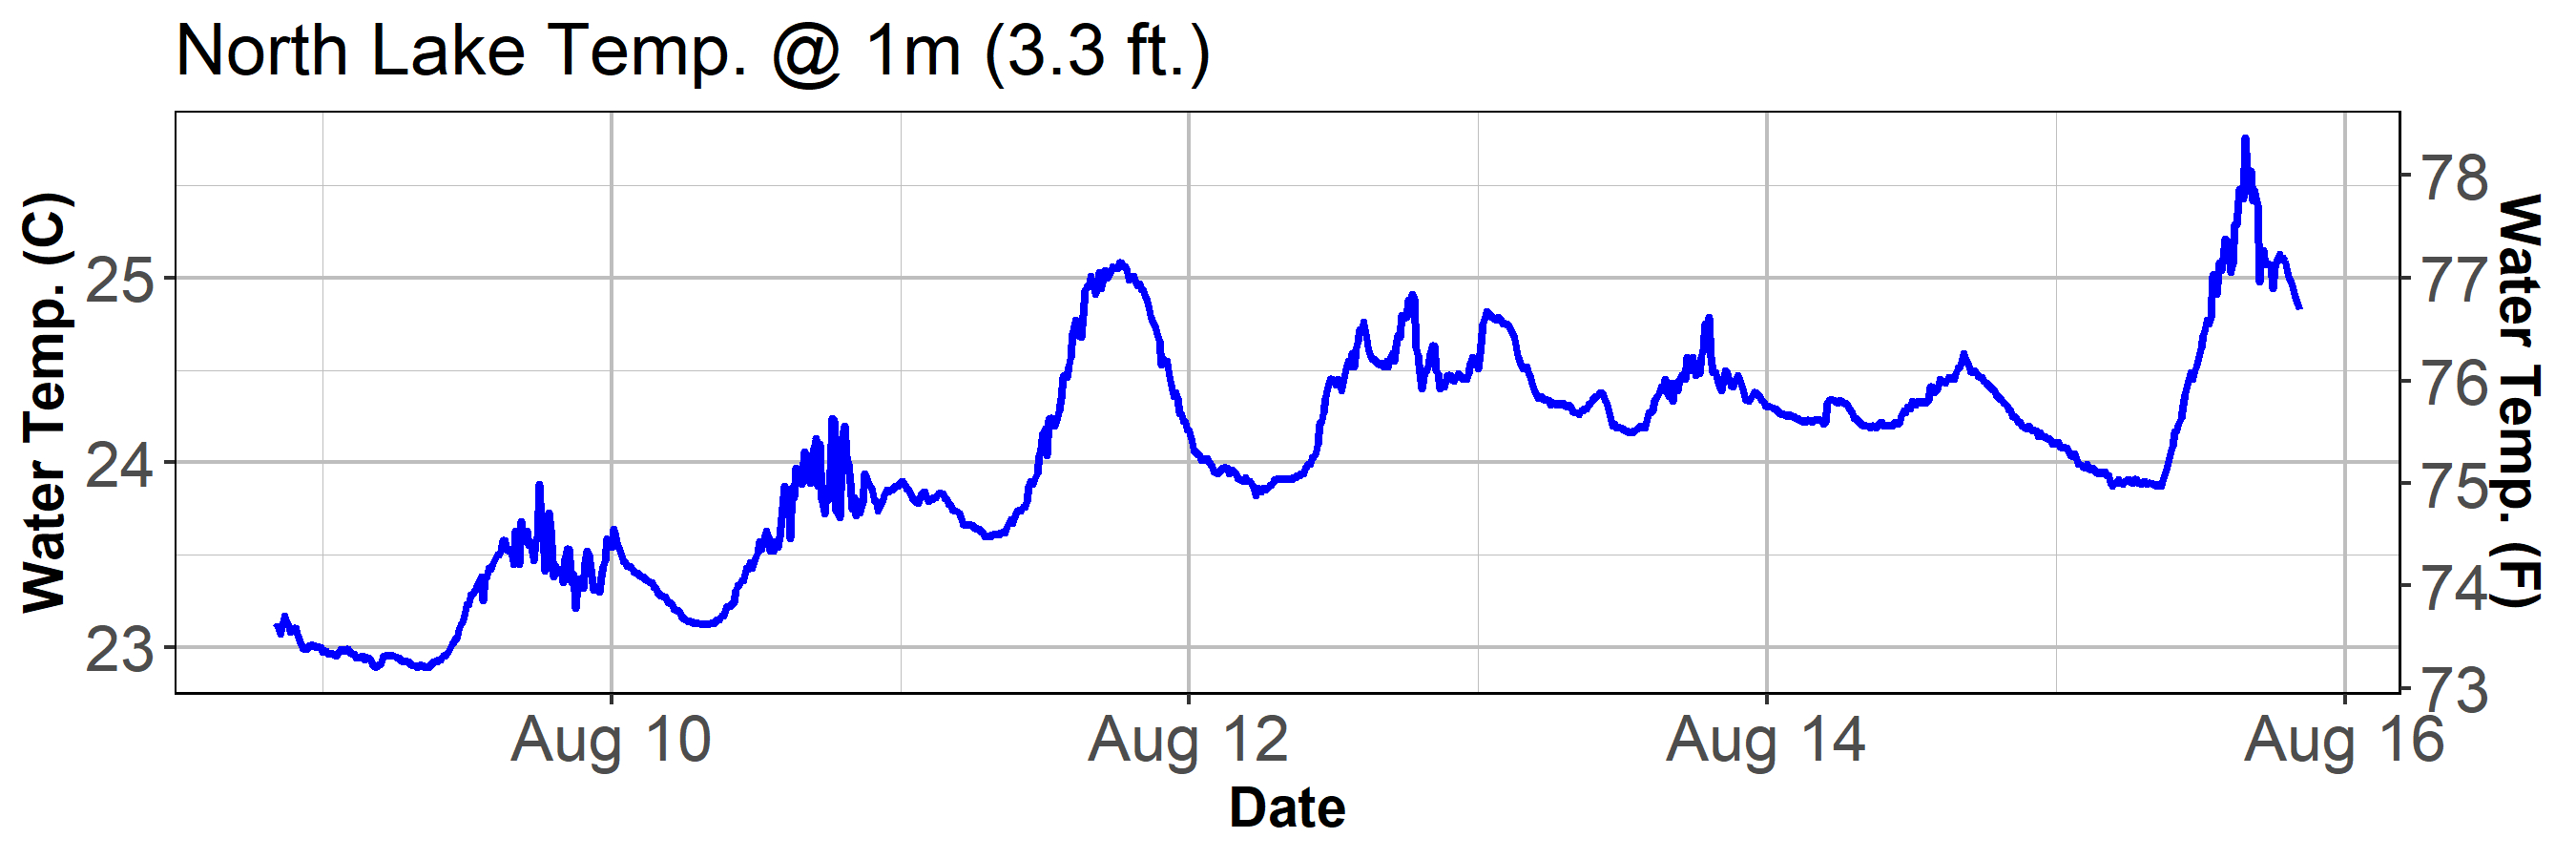 North Lake Temp. @ 1m (3.3 ft.)
Water Temp. (C)
25
24
23
78
77
76
75
74
73
Water Temp. (F)
Aug 10 Aug 12 Aug 14 Aug 16
Date